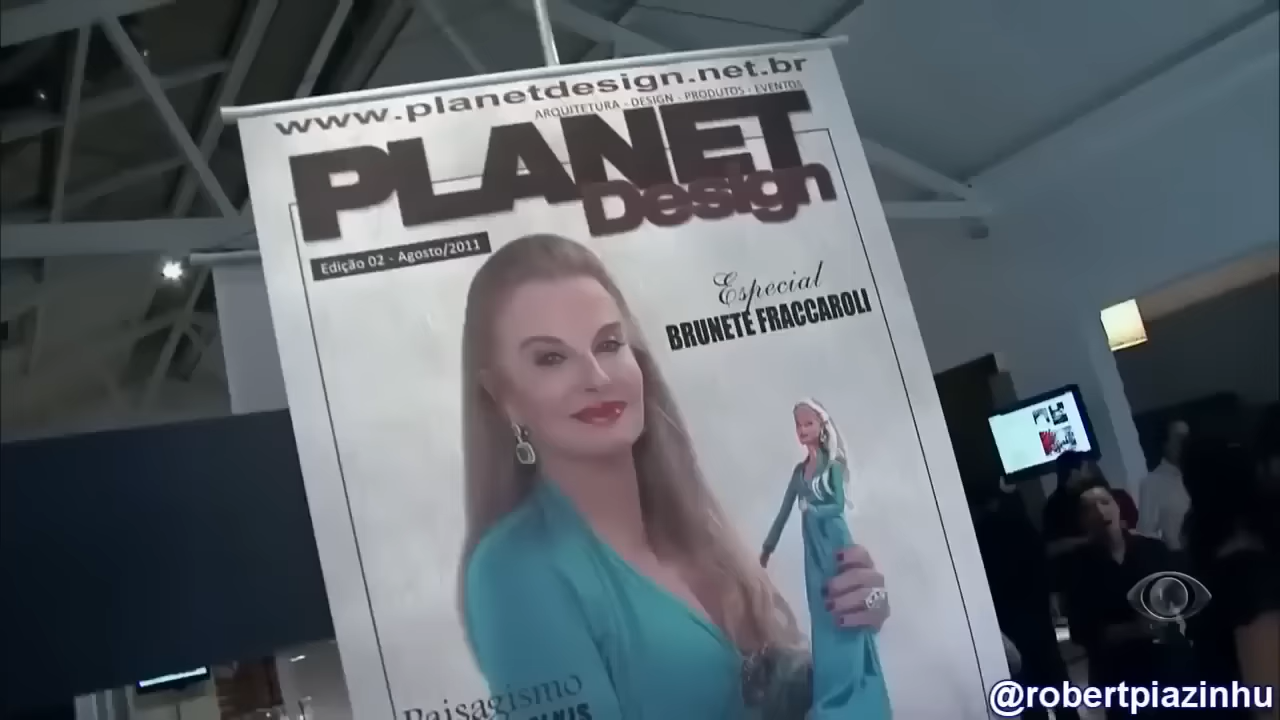 www.planetdesign.net.br
ARQUITETURA - DESIGN - PRODUTOS - EVENTOS
PLANET
Design
Edição 02 - Agosto/2011
Especial
BRUNETE FRACCAROLI
Paisagismo
@robertpiazinhu